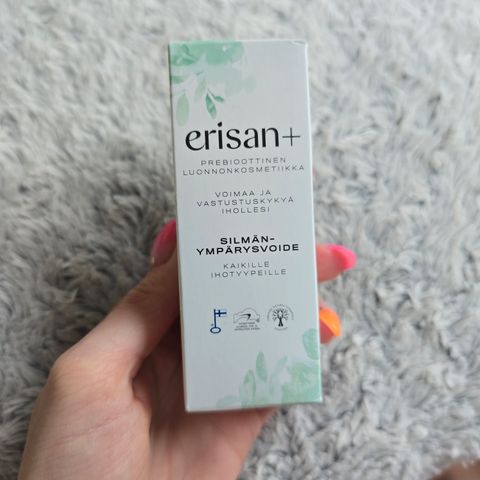 erisan+
PREBIOOTTINEN
LUONNONKOSMETIIKKA
VOIMAA JA
VASTUSTUSKYKYÄ
IHOLLESI
SILMÄN-
YMPÄRYSVOIDE
KAIKILLE
IHOTYYPEILLE